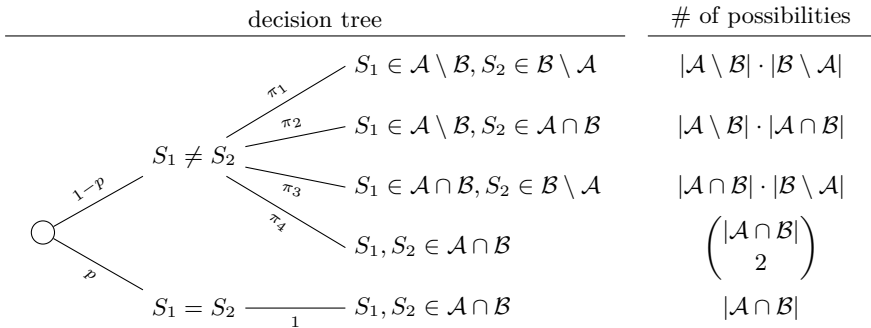 decision tree # of possibilities
π₁ S₁ ∈ 𝒜 \ ℬ, S₂ ∈ ℬ \ 𝒜 |𝒜 \ ℬ| · |ℬ \ 𝒜|
π₂ S₁ ∈ 𝒜 \ ℬ, S₂ ∈ 𝒜 ∩ ℬ |𝒜 \ ℬ| · |𝒜 ∩ ℬ|
1−p S₁ ≠ S₂
π₃ S₁ ∈ 𝒜 ∩ ℬ, S₂ ∈ ℬ \ 𝒜 |𝒜 ∩ ℬ| · |ℬ \ 𝒜|
π₄ S₁, S₂ ∈ 𝒜 ∩ ℬ (|𝒜 ∩ ℬ|
2)
p S₁ = S₂ 1 S₁, S₂ ∈ 𝒜 ∩ ℬ |𝒜 ∩ ℬ|